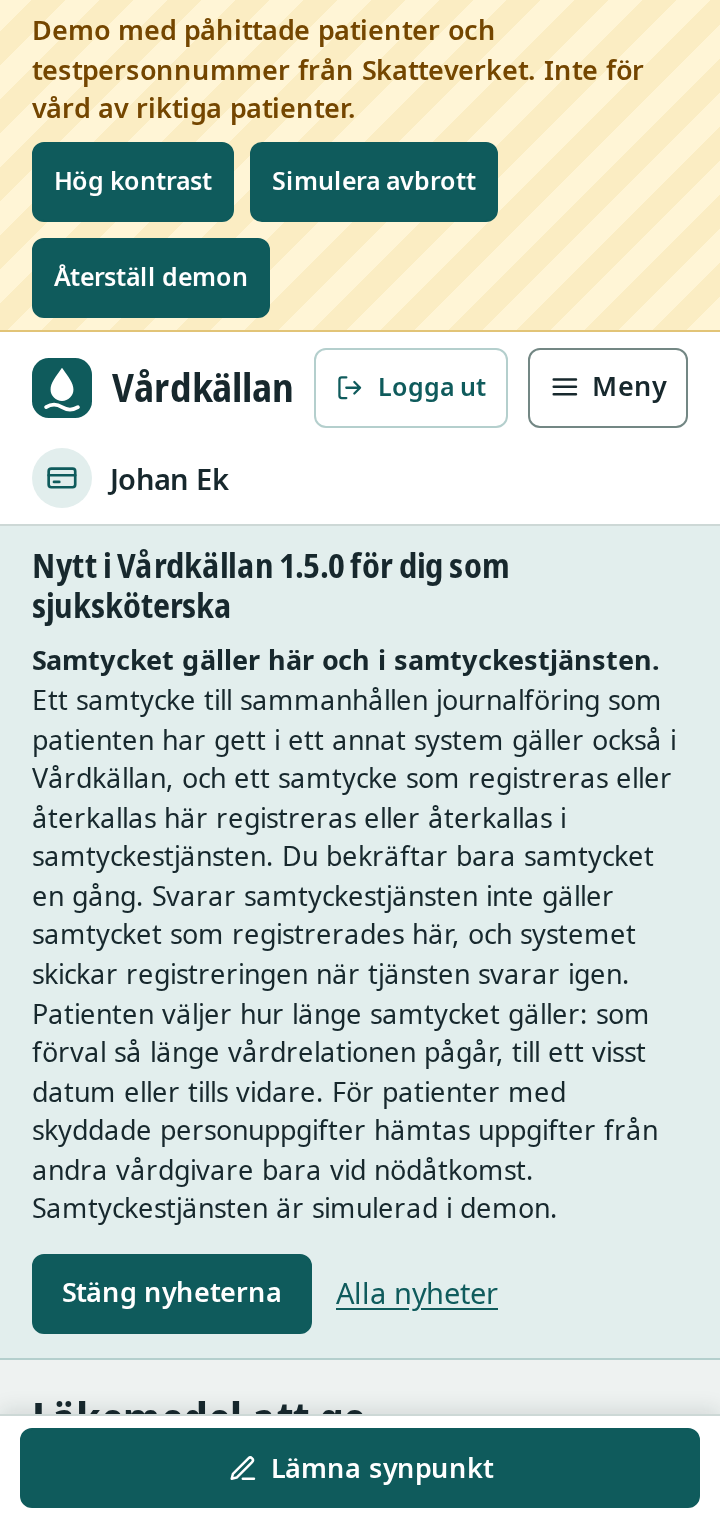 Demo med påhittade patienter och
testpersonnummer från Skatteverket. Inte för
vård av riktiga patienter.
Hög kontrast
Simulera avbrott
Återställ demon
Vårdkällan
Logga ut
Meny
Johan Ek
Nytt i Vårdkällan 1.5.0 för dig som
sjuksköterska
Samtycket gäller här och i samtyckestjänsten.
Ett samtycke till sammanhållen journalföring som
patienten har gett i ett annat system gäller också i
Vårdkällan, och ett samtycke som registreras eller
återkallas här registreras eller återkallas i
samtyckestjänsten. Du bekräftar bara samtycket
en gång. Svarar samtyckestjänsten inte gäller
samtycket som registrerades här, och systemet
skickar registreringen när tjänsten svarar igen.
Patienten väljer hur länge samtycket gäller: som
förval så länge vårdrelationen pågår, till ett visst
datum eller tills vidare. För patienter med
skyddade personuppgifter hämtas uppgifter från
andra vårdgivare bara vid nödåtkomst.
Samtyckestjänsten är simulerad i demon.
Stäng nyheterna
Alla nyheter
Läkemedel att ge
Lämna synpunkt